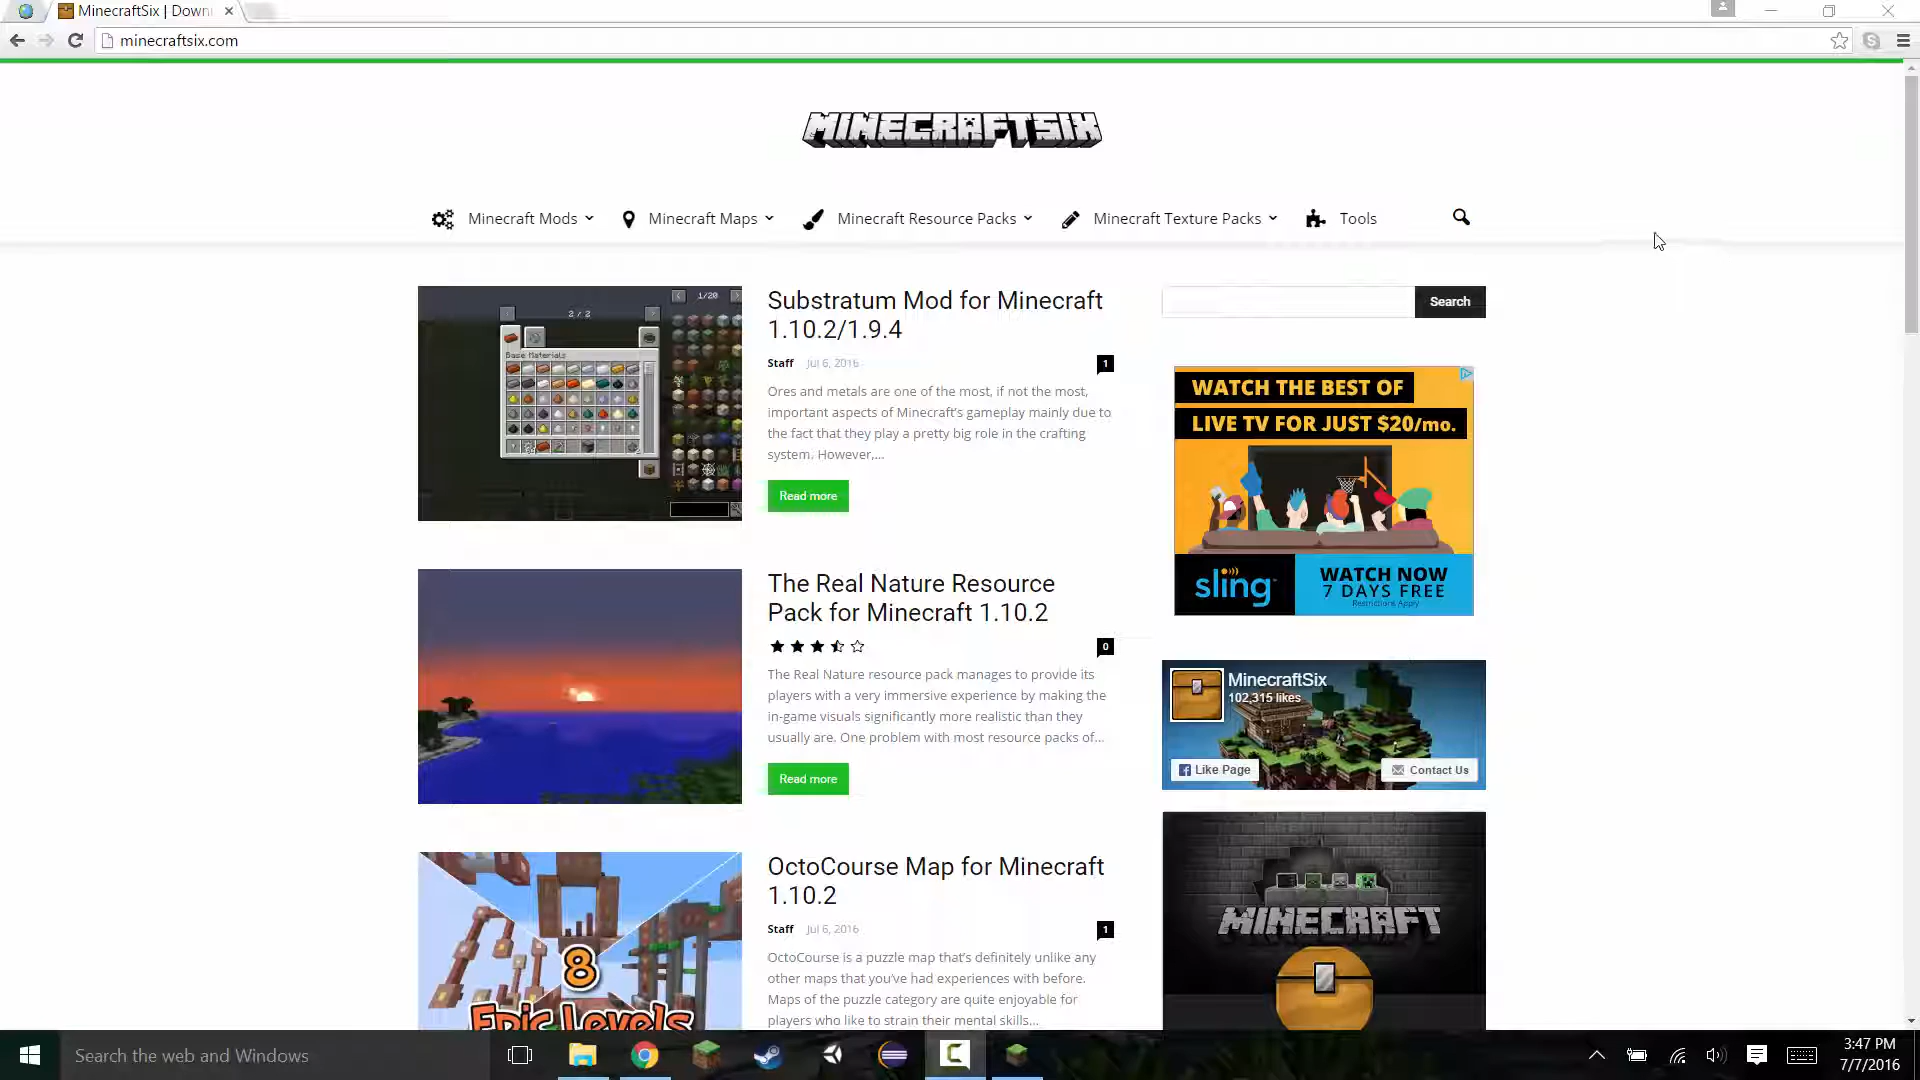 MinecraftSix | Down
minecraftsix.com
MINECRAFTSIX
Minecraft Mods
Minecraft Maps
Minecraft Resource Packs
Minecraft Texture Packs
Tools
1/20
2 / 2
Base Materials
Substratum Mod for Minecraft
1.10.2/1.9.4
Staff Jul 6, 2016
1
Ores and metals are one of the most, if not the most,
important aspects of Minecraft's gameplay mainly due to
the fact that they play a pretty big role in the crafting
system. However,...
Read more
The Real Nature Resource
Pack for Minecraft 1.10.2
0
The Real Nature resource pack manages to provide its
players with a very immersive experience by making the
in-game visuals significantly more realistic than they
usually are. One problem with most resource packs of...
Read more
8
Epic Levels
OctoCourse Map for Minecraft
1.10.2
Staff Jul 6, 2016
1
OctoCourse is a puzzle map that's definitely unlike any
other maps that you've had experiences with before.
Maps of the puzzle category are quite enjoyable for
players who like to strain their mental skills...
Search
WATCH THE BEST OF
LIVE TV FOR JUST $20/mo.
sling
WATCH NOW
7 DAYS FREE
Restrictions Apply
MinecraftSix
102,315 likes
Like Page
Contact Us
MINECRAFT
Search the web and Windows
3:47 PM
7/7/2016